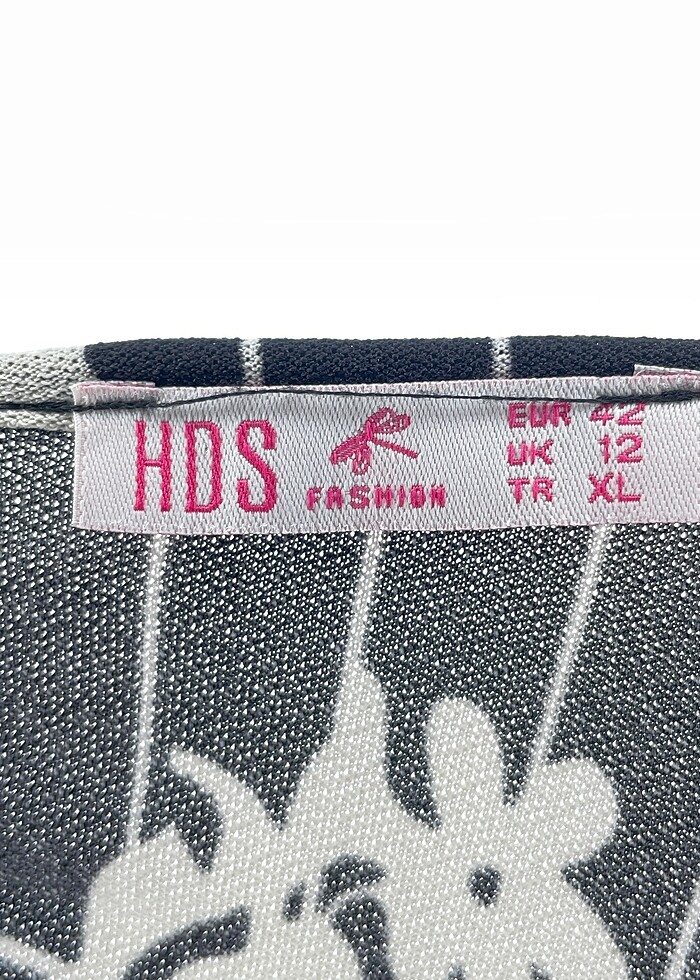 HDS
FASHION
EUR 42
UK 12
TR XL